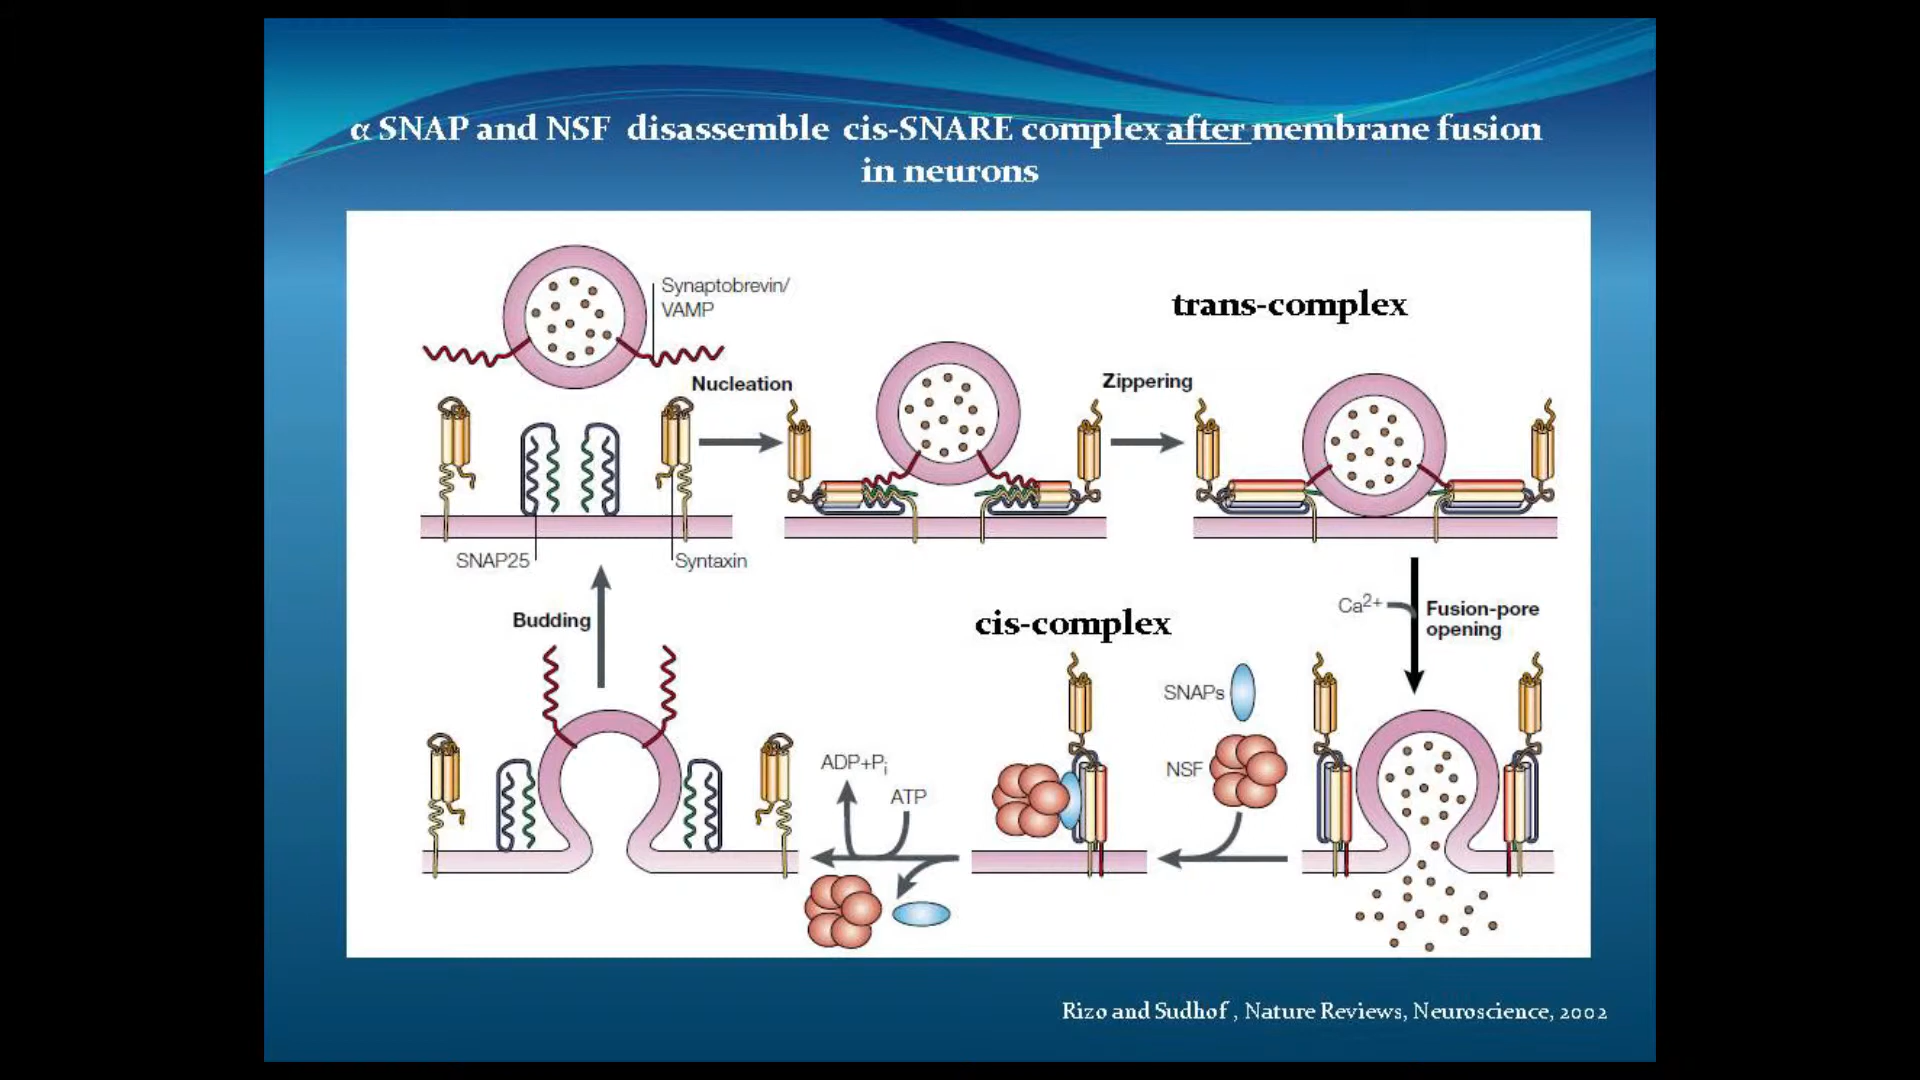 α SNAP and NSF disassemble cis-SNARE complex after membrane fusion
in neurons
Synaptobrevin/
VAMP
trans-complex
Nucleation
Zippering
SNAP25
Syntaxin
Budding
cis-complex
Ca2+
Fusion-pore
opening
SNAPs
NSF
ADP+Pi
ATP
Rizo and Sudhof , Nature Reviews, Neuroscience, 2002